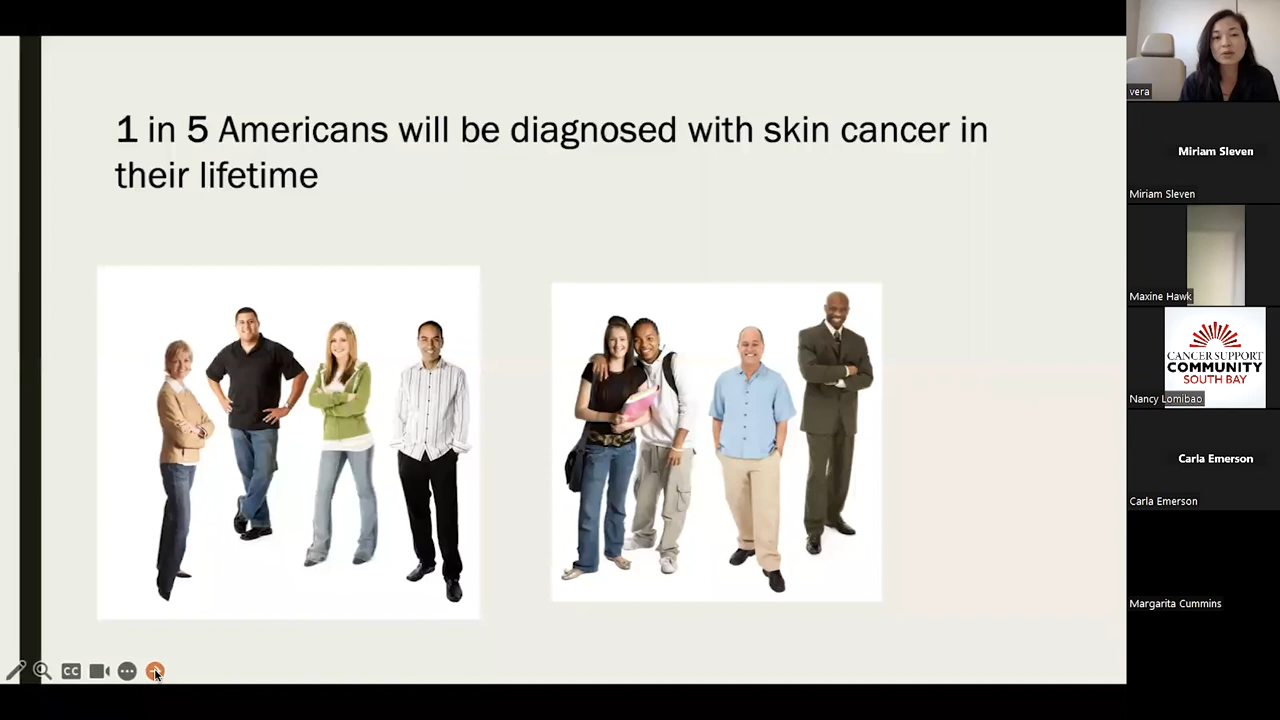 1 in 5 Americans will be diagnosed with skin cancer in
their lifetime
CC
vera
Miriam Sleven
Miriam Sleven
Maxine Hawk
CANCER SUPPORT
COMMUNITY
SOUTH BAY
Nancy Lomibao
Carla Emerson
Carla Emerson
Margarita Cummins